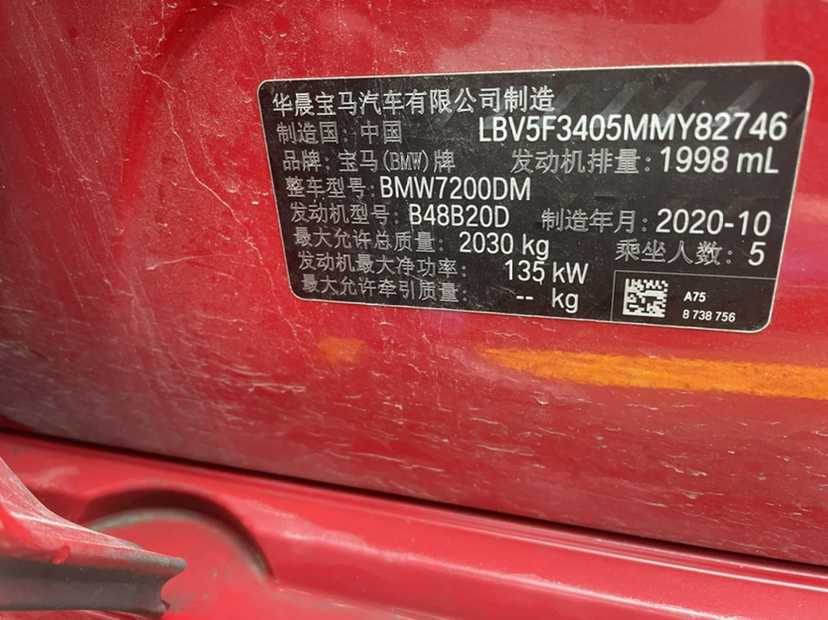 华晨宝马汽车有限公司制造
制造国: 中国 LBV5F3405MMY82746
品牌: 宝马(BMW)牌 发动机排量: 1998 mL
整车型号: BMW7200DM
发动机型号: B48B20D 制造年月: 2020-10
最大允许总质量: 2030 kg 乘坐人数: 5
发动机最大净功率: 135 kW
最大允许牵引质量: -- kg
A75
8 738 756